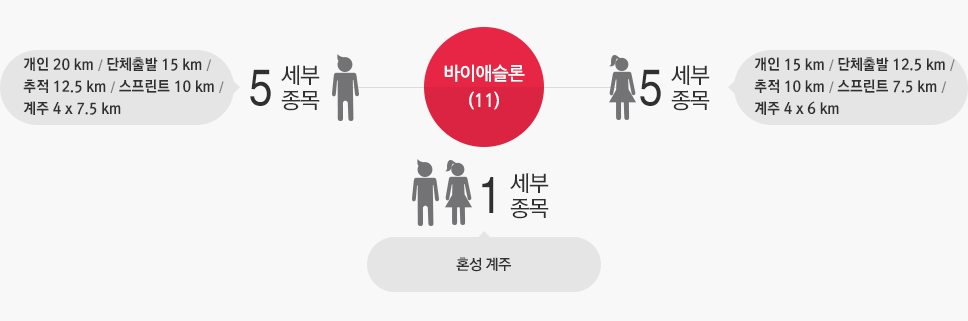 개인 20 km / 단체출발 15 km /
추적 12.5 km / 스프린트 10 km /
계주 4 x 7.5 km
5 세부
종목
바이애슬론
(11)
5 세부
종목
개인 15 km / 단체출발 12.5 km /
추적 10 km / 스프린트 7.5 km /
계주 4 x 6 km
1 세부
종목
혼성 계주